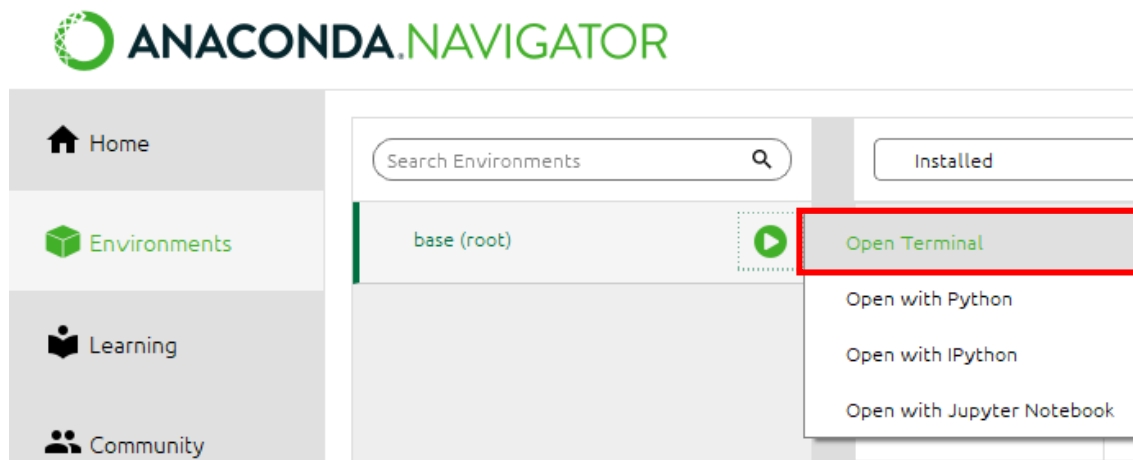 ANACONDA.NAVIGATOR
Home
Environments
Learning
Community
Search Environments
base (root)
Installed
Open Terminal
Open with Python
Open with IPython
Open with Jupyter Notebook